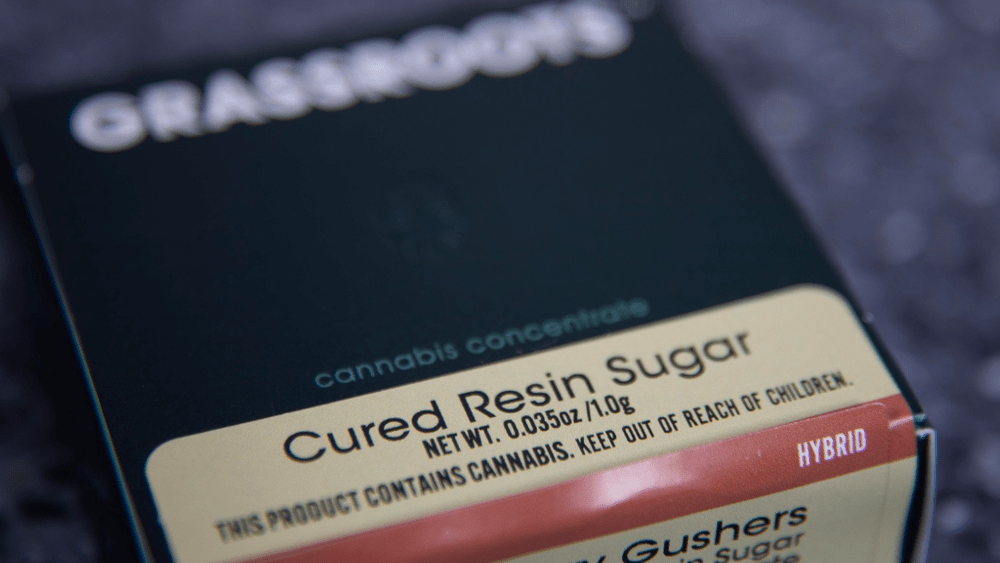 GRASSROOTS
cannabis concentrate
Cured Resin Sugar
NET WT. 0.035oz /1.0g
THIS PRODUCT CONTAINS CANNABIS. KEEP OUT OF REACH OF CHILDREN.
HYBRID
Gushers
Sugar